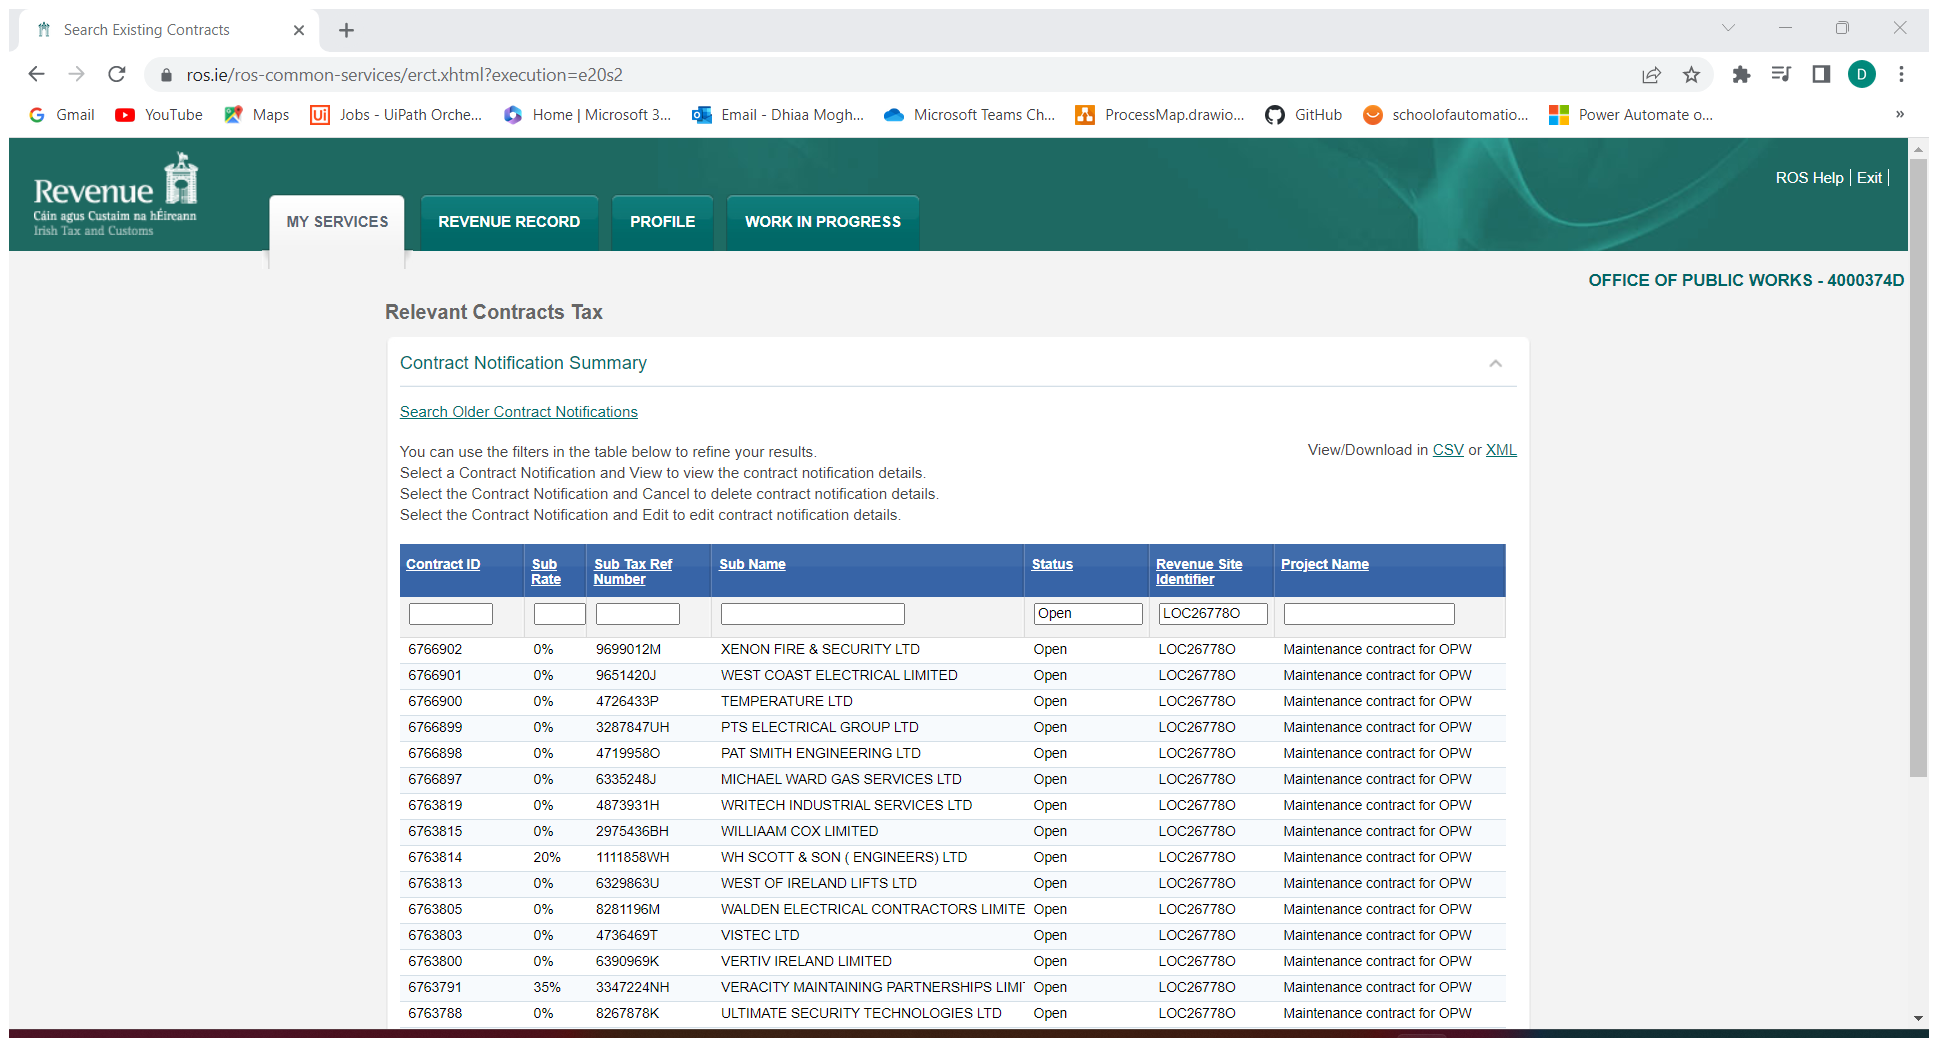 Search Existing Contracts
ros.ie/ros-common-services/erct.xhtml?execution=e20s2
D
Gmail YouTube Maps Jobs - UiPath Orche... Home | Microsoft 3... Email - Dhiaa Mogh... Microsoft Teams Ch... ProcessMap.drawio... GitHub schoolofautomatio... Power Automate o... »
Revenue
Cáin agus Custaim na hÉireann
Irish Tax and Customs
MY SERVICES REVENUE RECORD PROFILE WORK IN PROGRESS
ROS Help | Exit |
OFFICE OF PUBLIC WORKS - 4000374D
Relevant Contracts Tax
Contract Notification Summary
Search Older Contract Notifications
You can use the filters in the table below to refine your results.
View/Download in CSV or XML
Select a Contract Notification and View to view the contract notification details.
Select the Contract Notification and Cancel to delete contract notification details.
Select the Contract Notification and Edit to edit contract notification details.
Contract ID Sub Rate Sub Tax Ref Number Sub Name Status Revenue Site Identifier Project Name
Open LOC26778O
6766902 0% 9699012M XENON FIRE & SECURITY LTD Open LOC26778O Maintenance contract for OPW
6766901 0% 9651420J WEST COAST ELECTRICAL LIMITED Open LOC26778O Maintenance contract for OPW
6766900 0% 4726433P TEMPERATURE LTD Open LOC26778O Maintenance contract for OPW
6766899 0% 3287847UH PTS ELECTRICAL GROUP LTD Open LOC26778O Maintenance contract for OPW
6766898 0% 4719958O PAT SMITH ENGINEERING LTD Open LOC26778O Maintenance contract for OPW
6766897 0% 6335248J MICHAEL WARD GAS SERVICES LTD Open LOC26778O Maintenance contract for OPW
6763819 0% 4873931H WRITECH INDUSTRIAL SERVICES LTD Open LOC26778O Maintenance contract for OPW
6763815 0% 2975436BH WILLIAAM COX LIMITED Open LOC26778O Maintenance contract for OPW
6763814 20% 1111858WH WH SCOTT & SON ( ENGINEERS) LTD Open LOC26778O Maintenance contract for OPW
6763813 0% 6329863U WEST OF IRELAND LIFTS LTD Open LOC26778O Maintenance contract for OPW
6763805 0% 8281196M WALDEN ELECTRICAL CONTRACTORS LIMITE Open LOC26778O Maintenance contract for OPW
6763803 0% 4736469T VISTEC LTD Open LOC26778O Maintenance contract for OPW
6763800 0% 6390969K VERTIV IRELAND LIMITED Open LOC26778O Maintenance contract for OPW
6763791 35% 3347224NH VERACITY MAINTAINING PARTNERSHIPS LIMI Open LOC26778O Maintenance contract for OPW
6763788 0% 8267878K ULTIMATE SECURITY TECHNOLOGIES LTD Open LOC26778O Maintenance contract for OPW